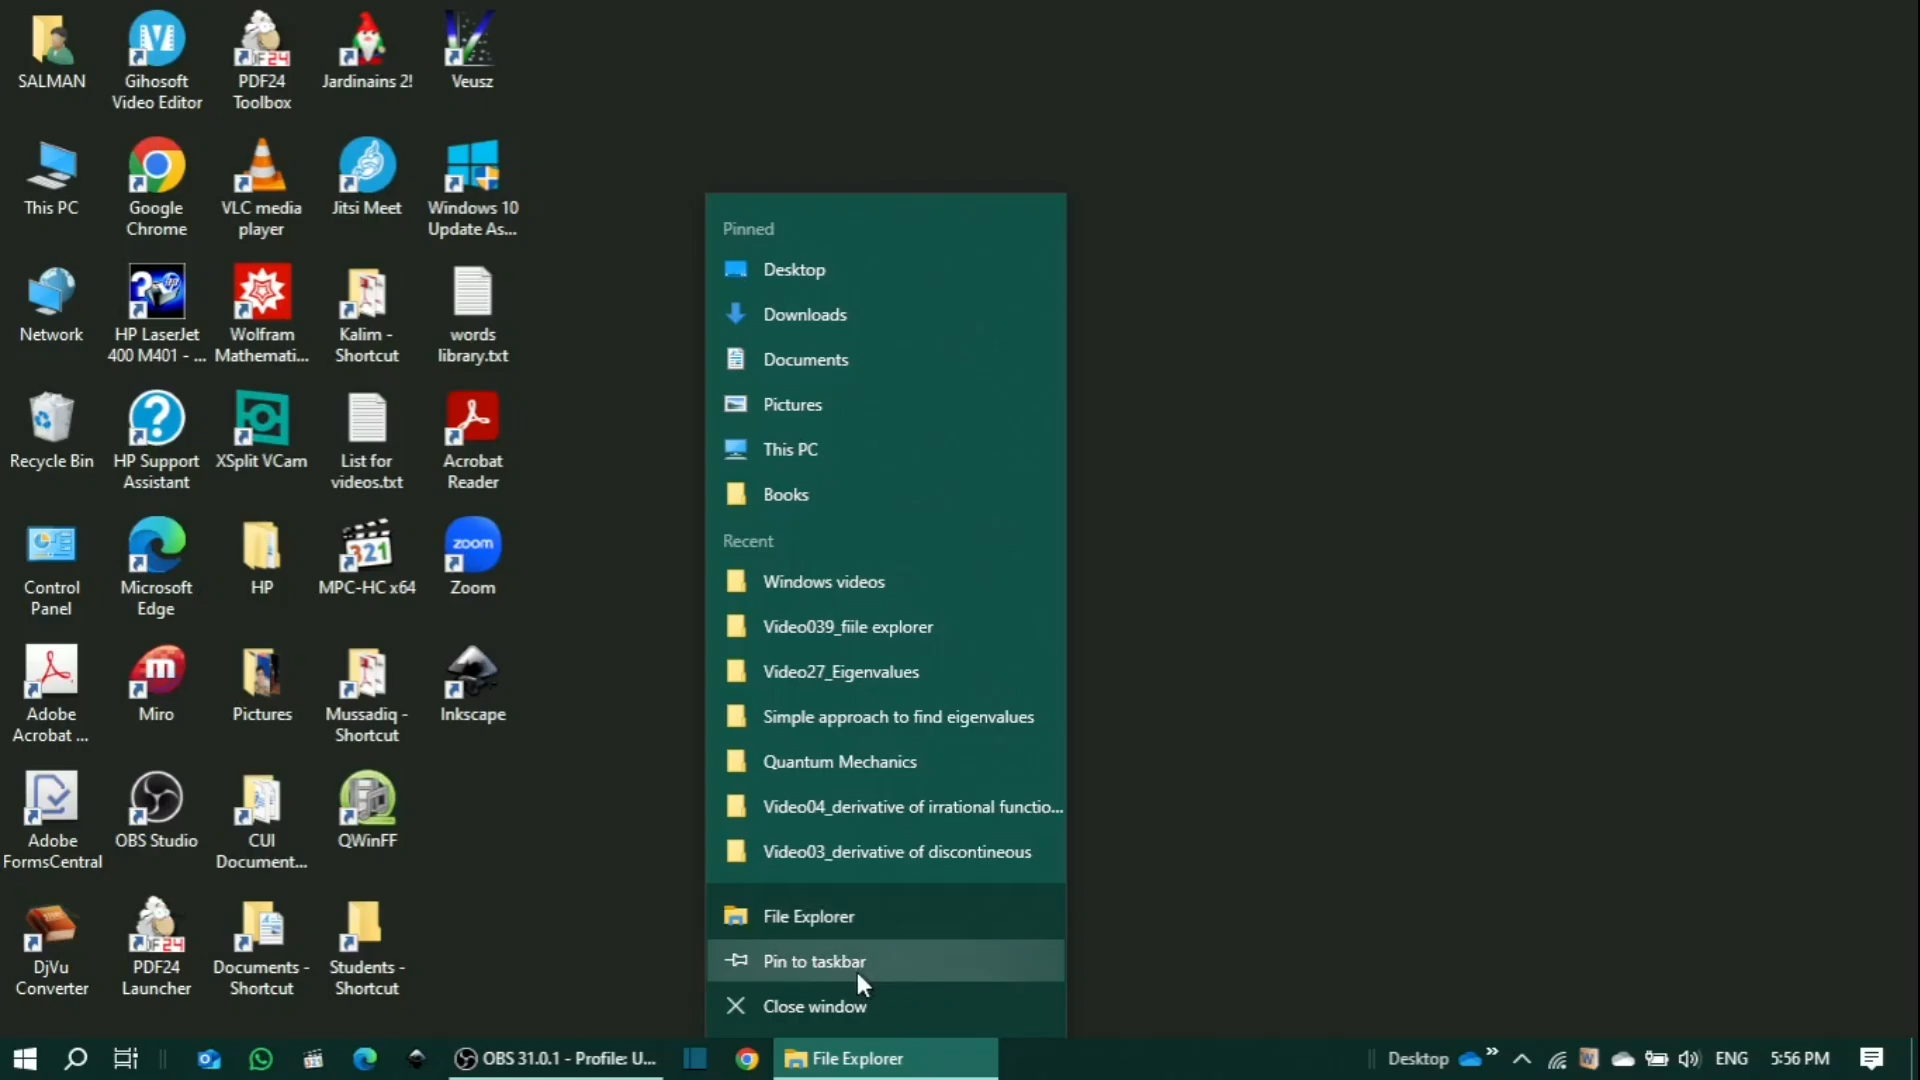 SALMAN
Gihosoft
Video Editor
PDF24
Toolbox
Jardinains 2!
Veusz
This PC
Google
Chrome
VLC media
player
Jitsi Meet
Windows 10
Update As...
Network
HP LaserJet
400 M401 - ...
Wolfram
Mathemati...
Kalim -
Shortcut
words
library.txt
Recycle Bin
HP Support
Assistant
XSplit VCam
List for
videos.txt
Acrobat
Reader
Control
Panel
Microsoft
Edge
HP
321
MPC-HC x64
zoom
Zoom
Adobe
Acrobat ...
m
Miro
Pictures
Mussadiq -
Shortcut
Inkscape
Adobe
FormsCentral
OBS Studio
CUI
Document...
QWinFF
DjVu
Converter
PDF24
Launcher
Documents -
Shortcut
Students -
Shortcut
Pinned
Desktop
Downloads
Documents
Pictures
This PC
Books
Recent
Windows videos
Video039_fiile explorer
Video27_Eigenvalues
Simple approach to find eigenvalues
Quantum Mechanics
Video04_derivative of irrational functio...
Video03_derivative of discontineous
File Explorer
Pin to taskbar
Close window
OBS 31.0.1 - Profile: U...
File Explorer
Desktop
ENG
5:56 PM